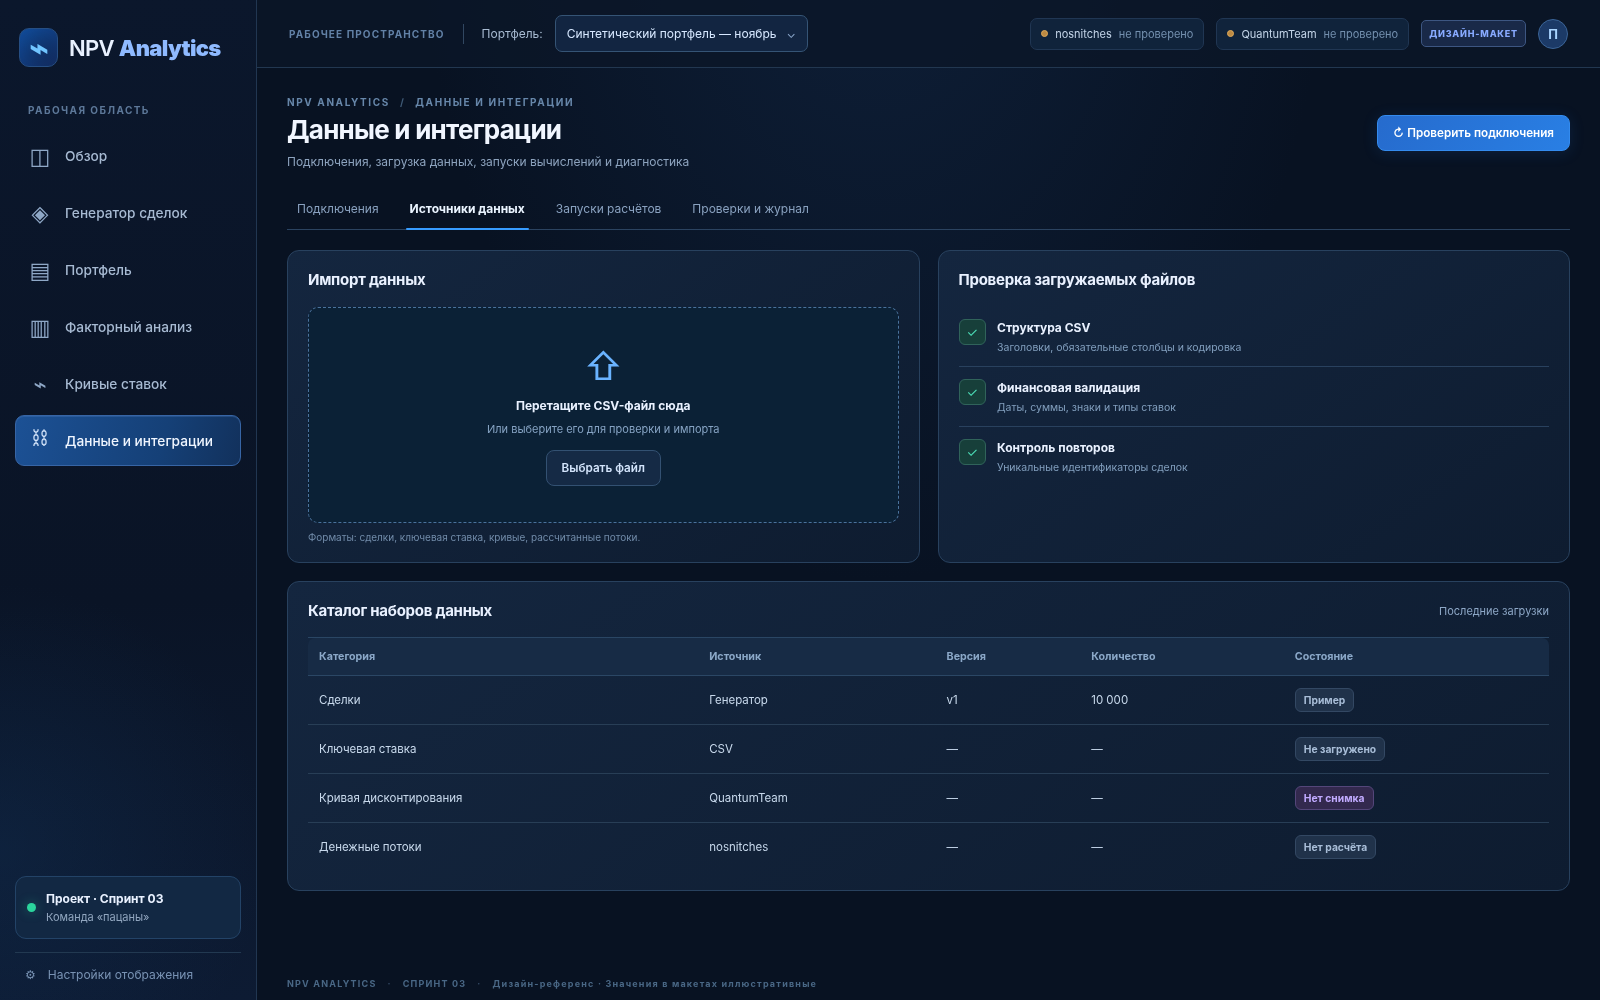 NPV Analytics
РАБОЧАЯ ОБЛАСТЬ
Обзор
Генератор сделок
Портфель
Факторный анализ
Кривые ставок
Данные и интеграции
Проект · Спринт 03
Команда «пацаны»
Настройки отображения
РАБОЧЕЕ ПРОСТРАНСТВО
Портфель:
Синтетический портфель — ноябрь
nosnitches не проверено
QuantumTeam не проверено
ДИЗАЙН-МАКЕТ
П
NPV ANALYTICS / ДАННЫЕ И ИНТЕГРАЦИИ
Данные и интеграции
Подключения, загрузка данных, запуски вычислений и диагностика
↻ Проверить подключения
Подключения
Источники данных
Запуски расчётов
Проверки и журнал
Импорт данных
Перетащите CSV-файл сюда
Или выберите его для проверки и импорта
Выбрать файл
Форматы: сделки, ключевая ставка, кривые, рассчитанные потоки.
Проверка загружаемых файлов
Структура CSV
Заголовки, обязательные столбцы и кодировка
Финансовая валидация
Даты, суммы, знаки и типы ставок
Контроль повторов
Уникальные идентификаторы сделок
Каталог наборов данных
Последние загрузки
Категория Источник Версия Количество Состояние
Сделки Генератор v1 10 000 Пример
Ключевая ставка CSV — — Не загружено
Кривая дисконтирования QuantumTeam — — Нет снимка
Денежные потоки nosnitches — — Нет расчёта
NPV ANALYTICS · СПРИНТ 03 · Дизайн-референс · Значения в макетах иллюстративные